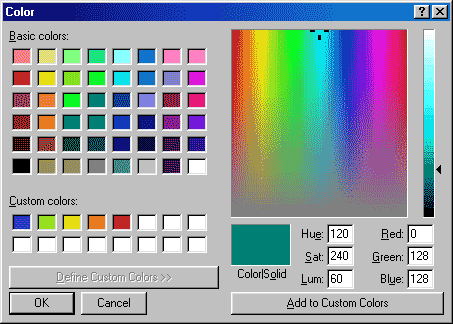 Color
Basic colors:
Custom colors:
Define Custom Colors >>
OK
Cancel
Color|Solid
Hue: 120
Sat: 240
Lum: 60
Red: 0
Green: 128
Blue: 128
Add to Custom Colors